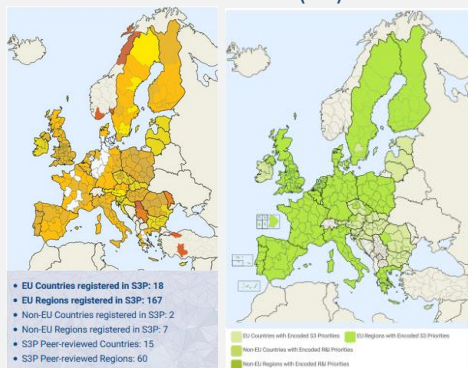 • EU Countries registered in S3P: 18
• EU Regions registered in S3P: 167
• Non-EU Countries registered in S3P: 2
• Non-EU Regions registered in S3P: 7
• S3P Peer-reviewed Countries: 15
• S3P Peer-reviewed Regions: 60
EU Countries with Encoded S3 Priorities
EU Regions with Encoded S3 Priorities
Non-EU Countries with Encoded R&I Priorities
Non-EU Regions with Encoded R&I Priorities